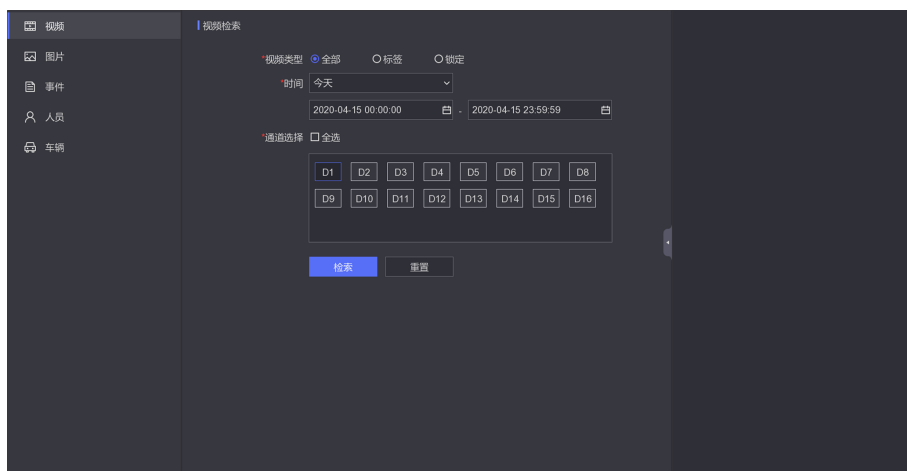 视频
图片
事件
人员
车辆
视频检索
*视频类型 全部 标签 锁定
*时间 今天
2020-04-15 00:00:00 - 2020-04-15 23:59:59
*通道选择 全选
D1 D2 D3 D4 D5 D6 D7 D8
D9 D10 D11 D12 D13 D14 D15 D16
检索 重置